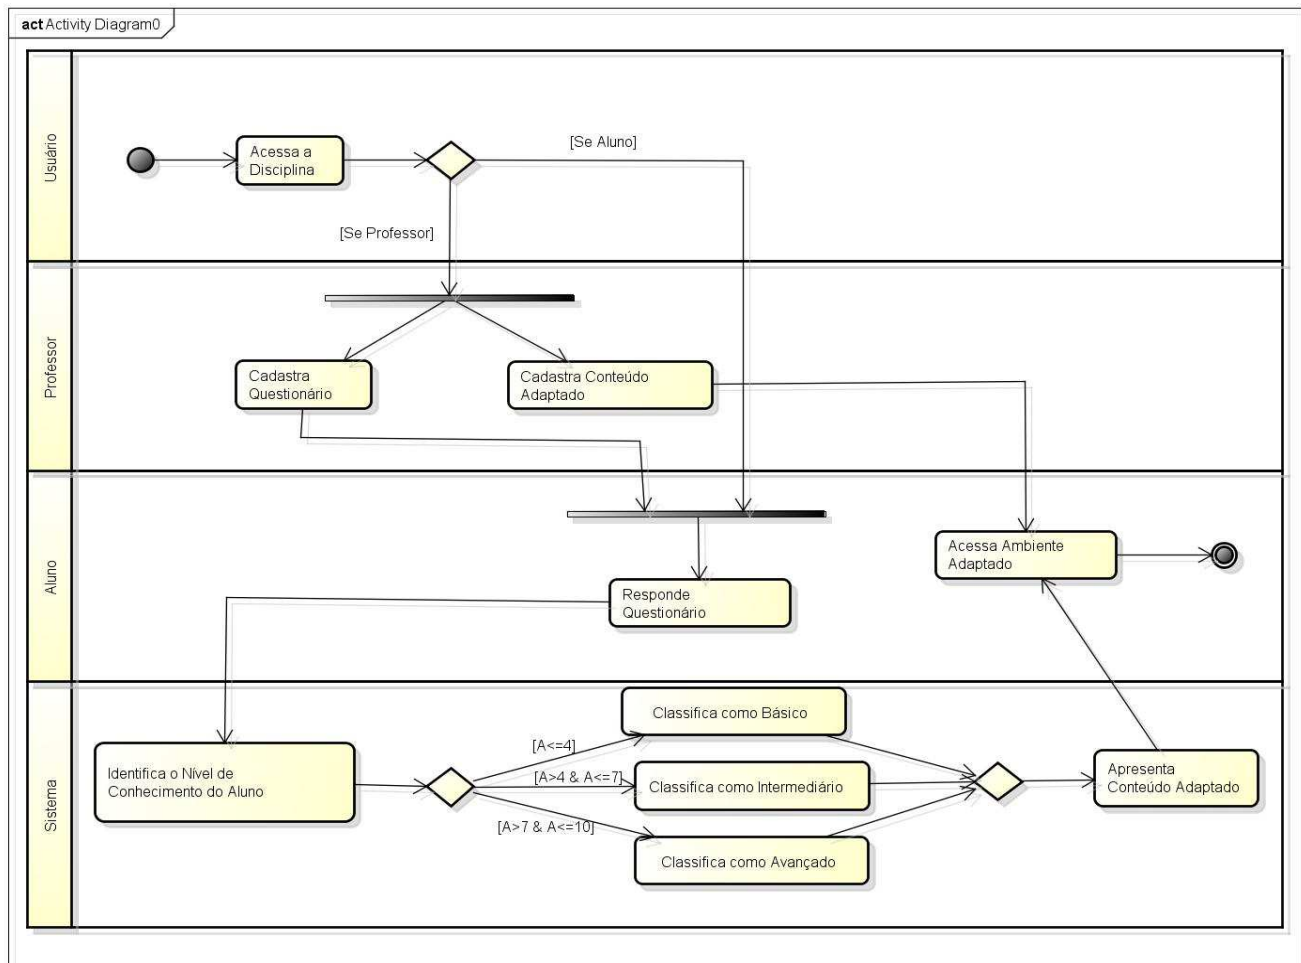 act Activity Diagram0
Usuário
Acessa a
Disciplina
[Se Aluno]
[Se Professor]
Professor
Cadastra
Questionário
Cadastra Conteúdo
Adaptado
Aluno
Acessa Ambiente
Adaptado
Responde
Questionário
Sistema
Identifica o Nível de
Conhecimento do Aluno
[A<=4]
[A>4 & A<=7]
[A>7 & A<=10]
Classifica como Básico
Classifica como Intermediário
Classifica como Avançado
Apresenta
Conteúdo Adaptado